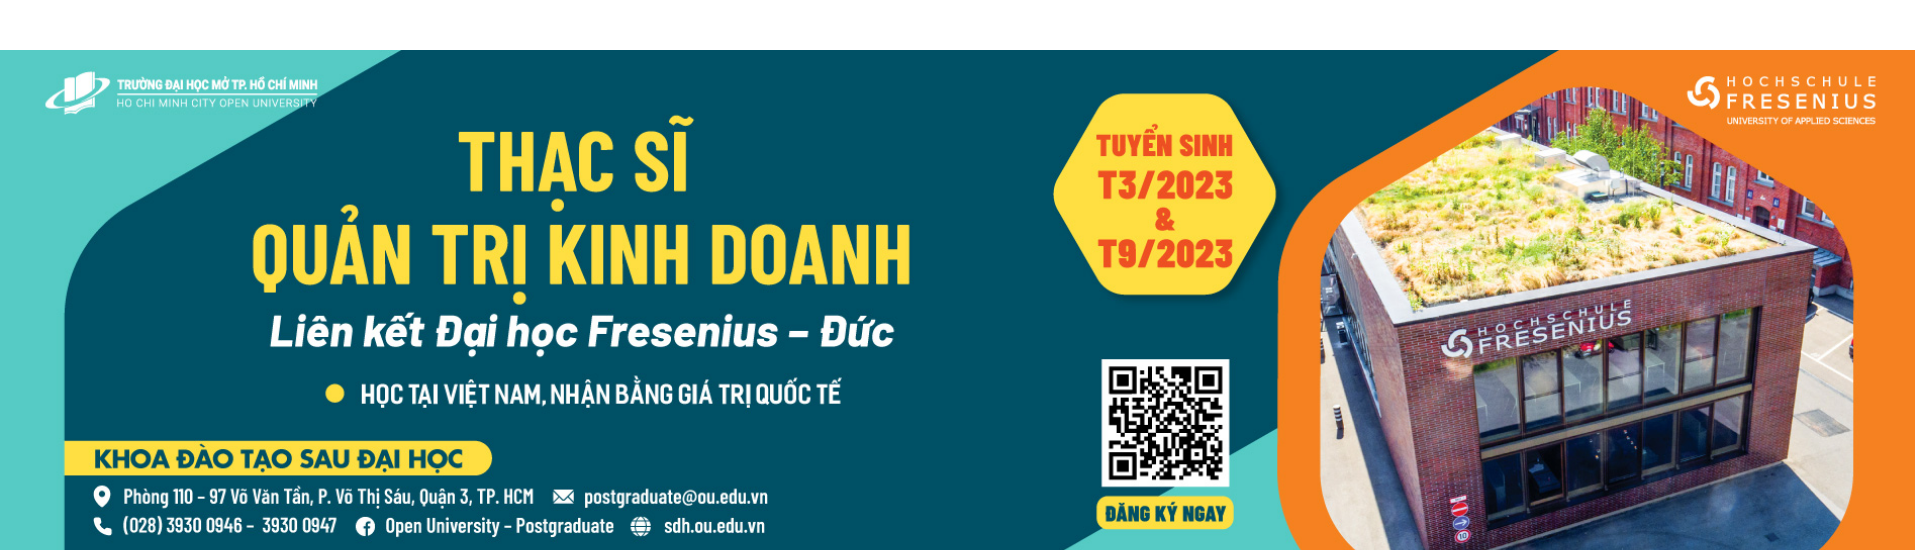 TRƯỜNG ĐẠI HỌC MỞ TP. HỒ CHÍ MINH
HO CHI MINH CITY OPEN UNIVERSITY
THẠC SĨ
QUẢN TRỊ KINH DOANH
Liên kết Đại học Fresenius – Đức
HỌC TẠI VIỆT NAM, NHẬN BẰNG GIÁ TRỊ QUỐC TẾ
KHOA ĐÀO TẠO SAU ĐẠI HỌC
Phòng 110 – 97 Võ Văn Tần, P. Võ Thị Sáu, Quận 3, TP. HCM postgraduate@ou.edu.vn
(028) 3930 0946 – 3930 0947 Open University – Postgraduate sdh.ou.edu.vn
TUYỂN SINH
T3/2023
&
T9/2023
ĐĂNG KÝ NGAY
HOCHSCHULE
FRESENIUS
UNIVERSITY OF APPLIED SCIENCES
HOCHSCHULE
FRESENIUS
10